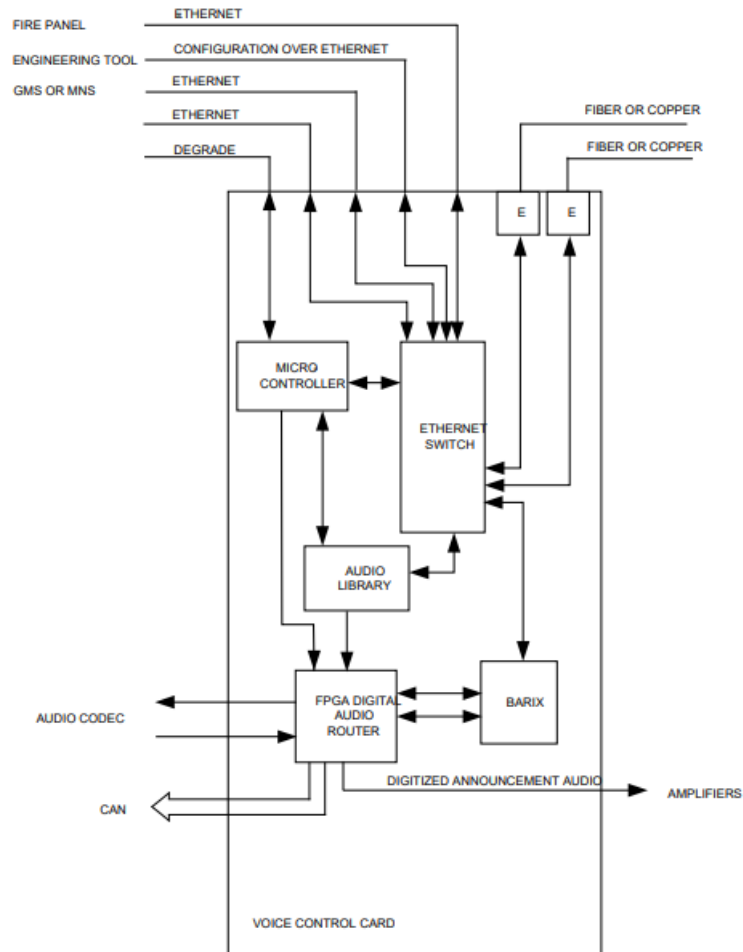 ETHERNET
FIRE PANEL
CONFIGURATION OVER ETHERNET
ENGINEERING TOOL
ETHERNET
GMS OR MNS
ETHERNET
FIBER OR COPPER
DEGRADE
FIBER OR COPPER
E
E
MICRO
CONTROLLER
ETHERNET
SWITCH
AUDIO
LIBRARY
FPGA DIGITAL
AUDIO
ROUTER
BARIX
AUDIO CODEC
DIGITIZED ANNOUNCEMENT AUDIO
AMPLIFIERS
CAN
VOICE CONTROL CARD